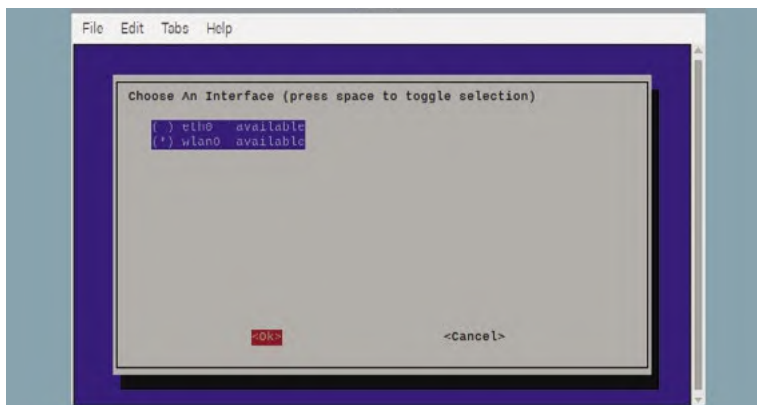 File Edit Tabs Help
Choose An Interface (press space to toggle selection)
( ) eth0 available
(*) wlan0 available
<Ok> <Cancel>